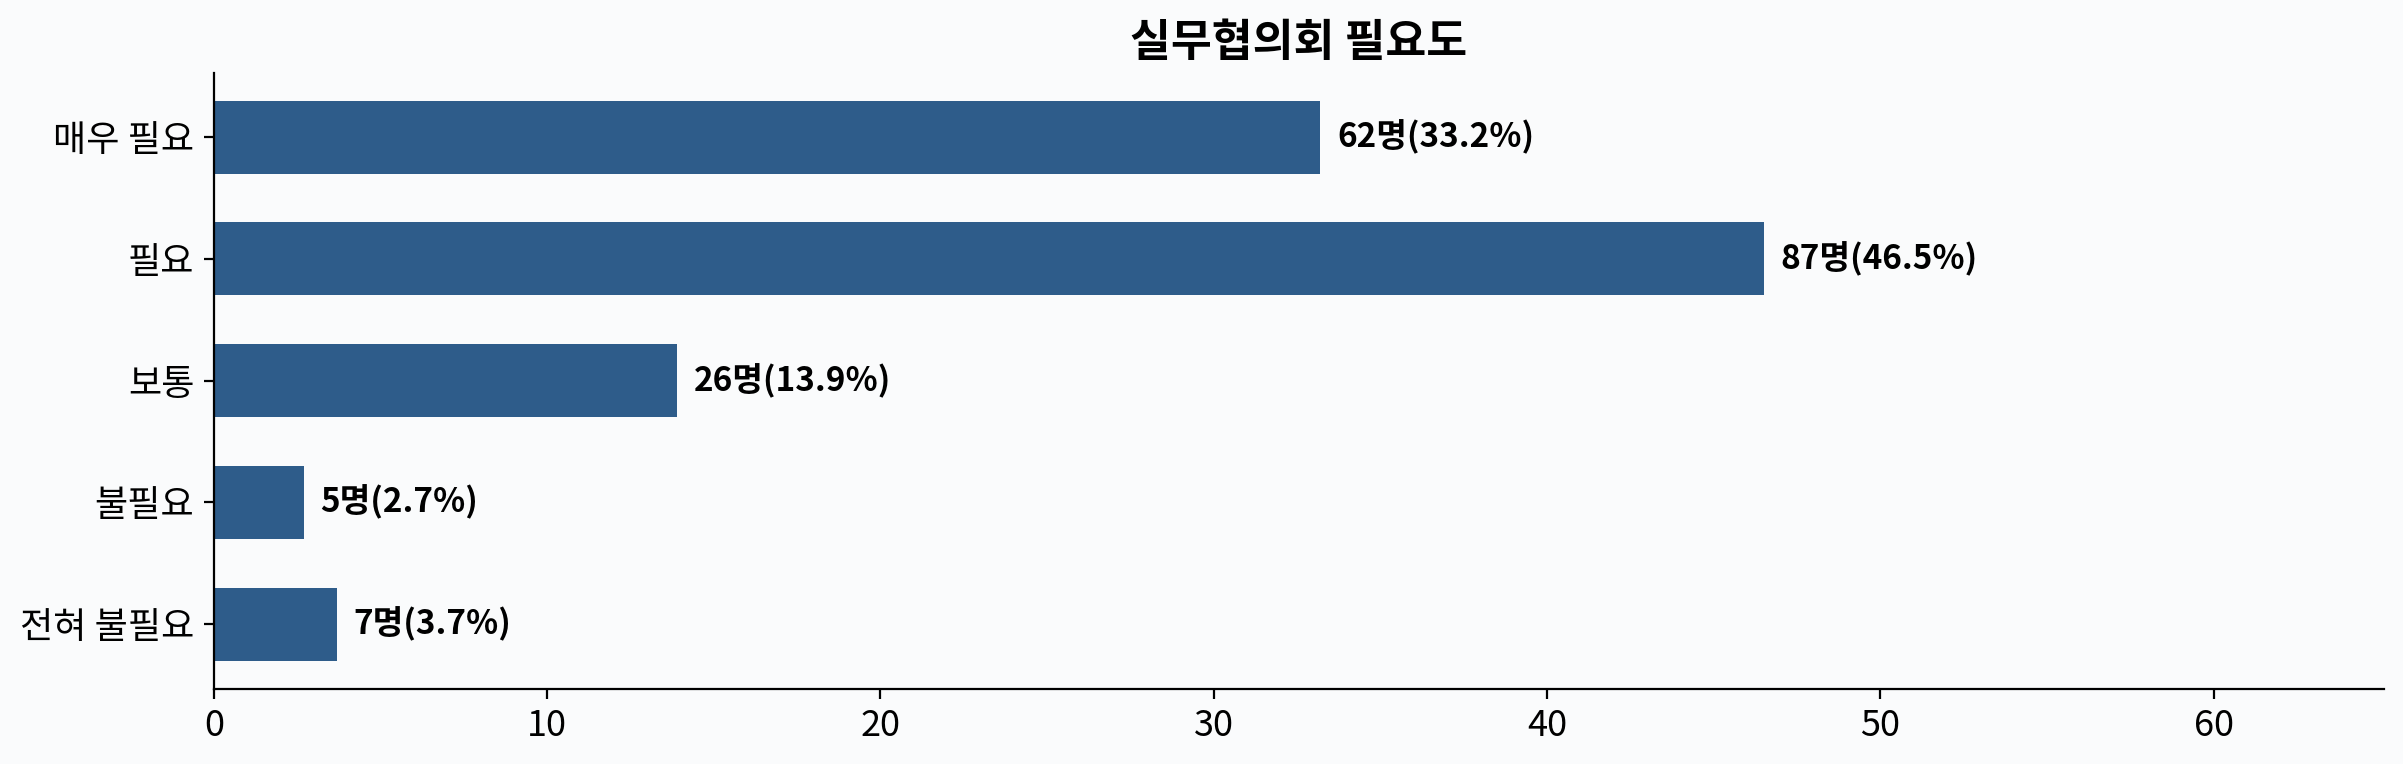 실무협의회 필요도
매우 필요 62명(33.2%)
필요 87명(46.5%)
보통 26명(13.9%)
불필요 5명(2.7%)
전혀 불필요 7명(3.7%)
0 10 20 30 40 50 60